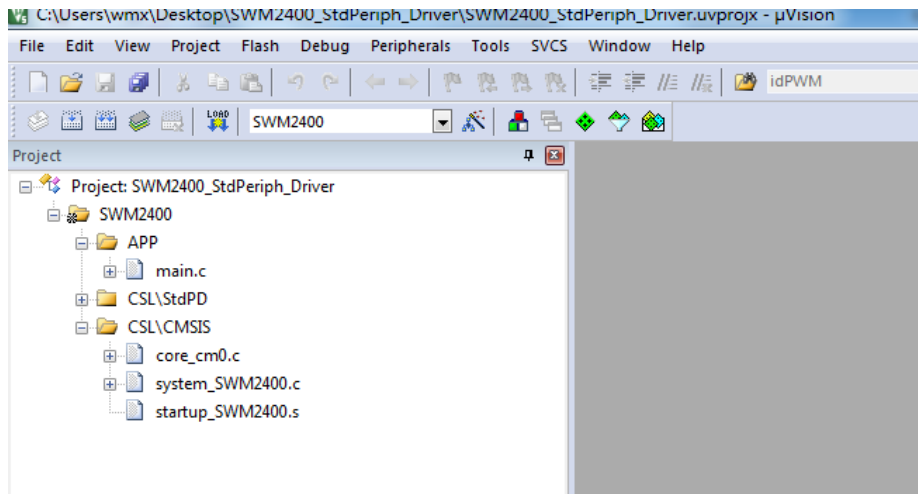 C:\Users\wmx\Desktop\SWM2400_StdPeriph_Driver\SWM2400_StdPeriph_Driver.uvprojx - µVision
File Edit View Project Flash Debug Peripherals Tools SVCS Window Help
idPWM
LOAD SWM2400
Project
Project: SWM2400_StdPeriph_Driver
SWM2400
APP
main.c
CSL\StdPD
CSL\CMSIS
core_cm0.c
system_SWM2400.c
startup_SWM2400.s